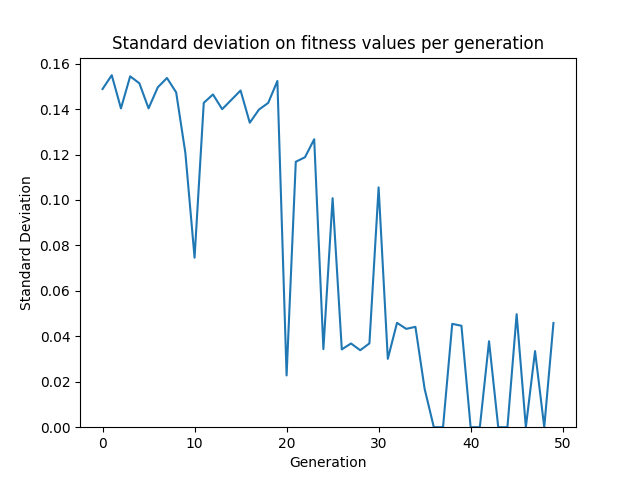 Standard deviation on fitness values per generation
0.16
0.14
0.12
0.10
0.08
0.06
0.04
0.02
0.00
Standard Deviation
0 10 20 30 40 50
Generation